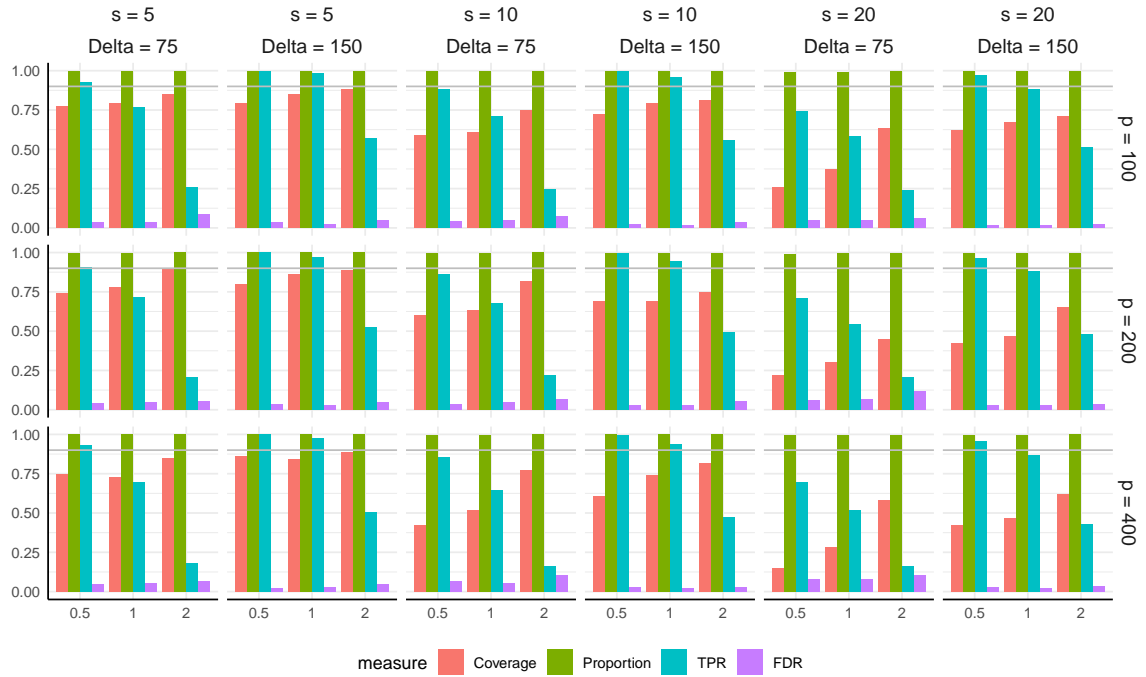 s = 5 s = 5 s = 10 s = 10 s = 20 s = 20
Delta = 75 Delta = 150 Delta = 75 Delta = 150 Delta = 75 Delta = 150
1.00
0.75
0.50
0.25
0.00
p = 100
1.00
0.75
0.50
0.25
0.00
p = 200
1.00
0.75
0.50
0.25
0.00
p = 400
0.5 1 2 0.5 1 2 0.5 1 2 0.5 1 2 0.5 1 2 0.5 1 2
measure Coverage Proportion TPR FDR